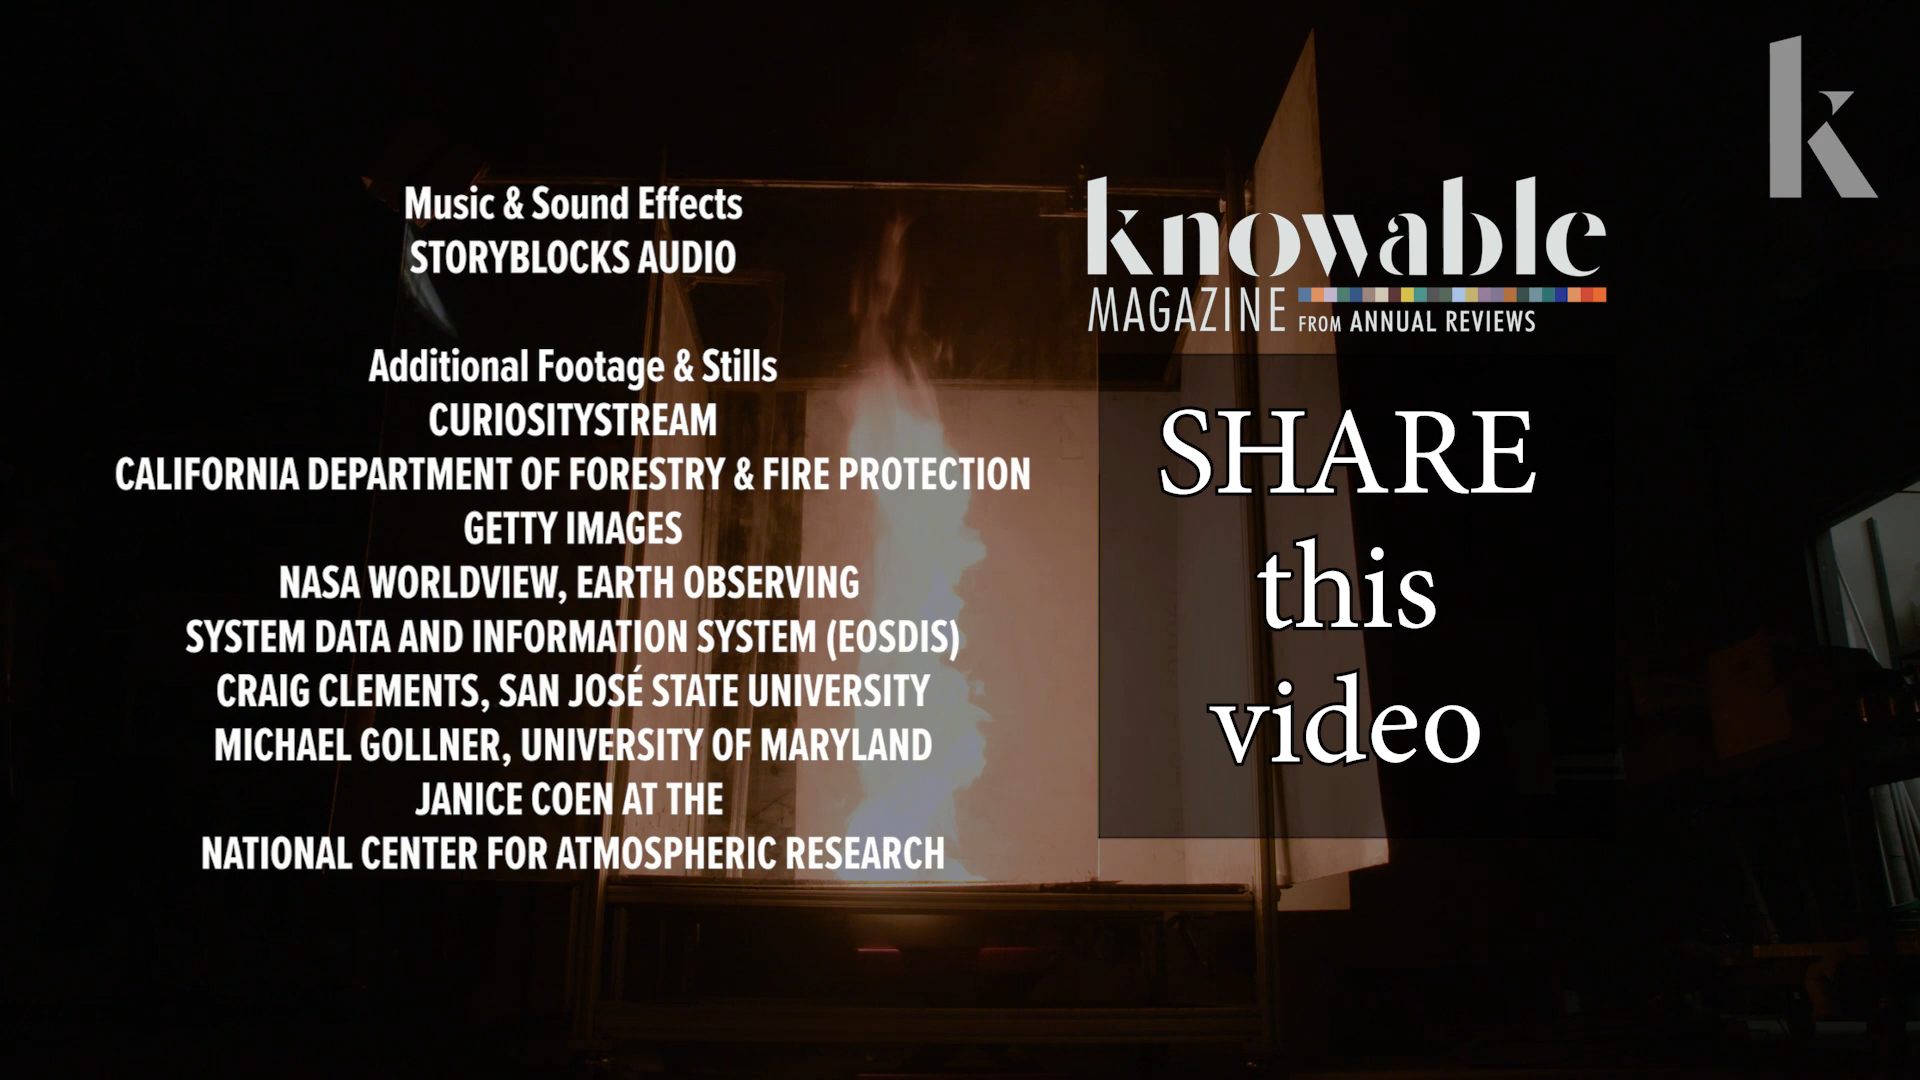 Music & Sound Effects
STORYBLOCKS AUDIO
Additional Footage & Stills
CURIOSITYSTREAM
CALIFORNIA DEPARTMENT OF FORESTRY & FIRE PROTECTION
GETTY IMAGES
NASA WORLDVIEW, EARTH OBSERVING
SYSTEM DATA AND INFORMATION SYSTEM (EOSDIS)
CRAIG CLEMENTS, SAN JOSÉ STATE UNIVERSITY
MICHAEL GOLLNER, UNIVERSITY OF MARYLAND
JANICE COEN AT THE
NATIONAL CENTER FOR ATMOSPHERIC RESEARCH
k
knowable
MAGAZINE FROM ANNUAL REVIEWS
SHARE
this
video